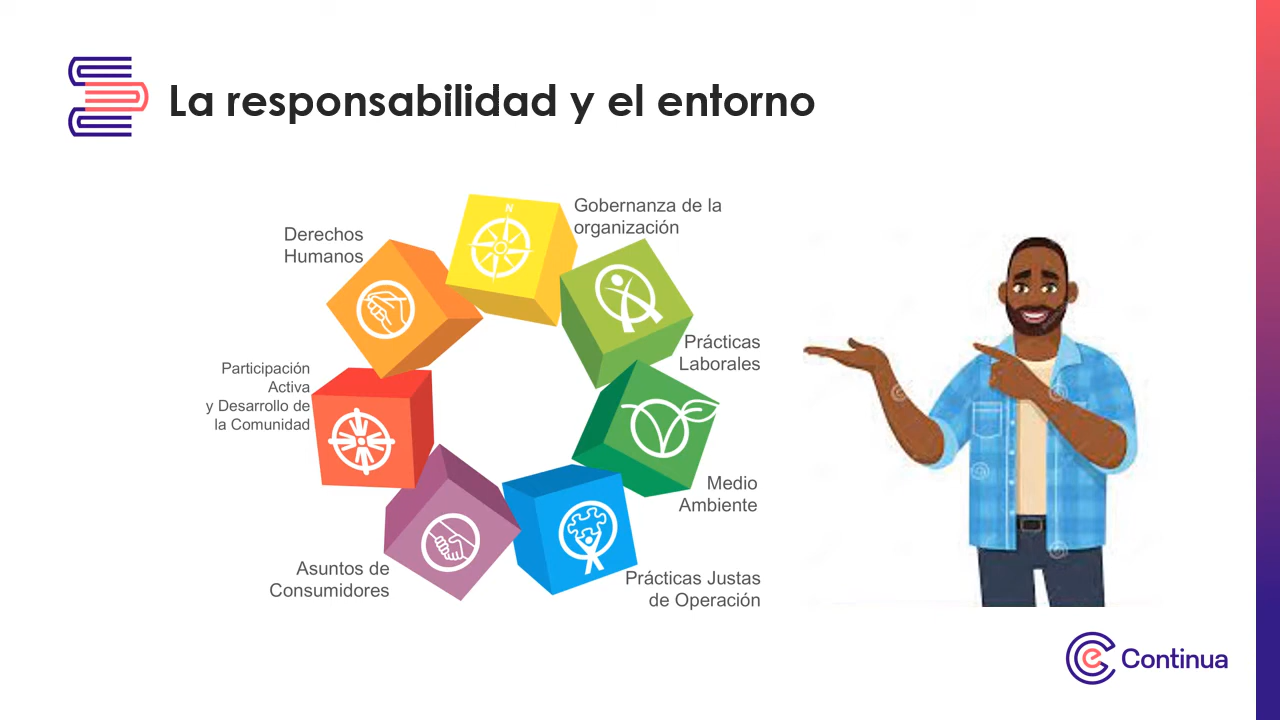 La responsabilidad y el entorno
N
Gobernanza de la
organización
Derechos
Humanos
Prácticas
Laborales
Participación
Activa
y Desarrollo de
la Comunidad
Medio
Ambiente
Asuntos de
Consumidores
Prácticas Justas
de Operación
e Continua